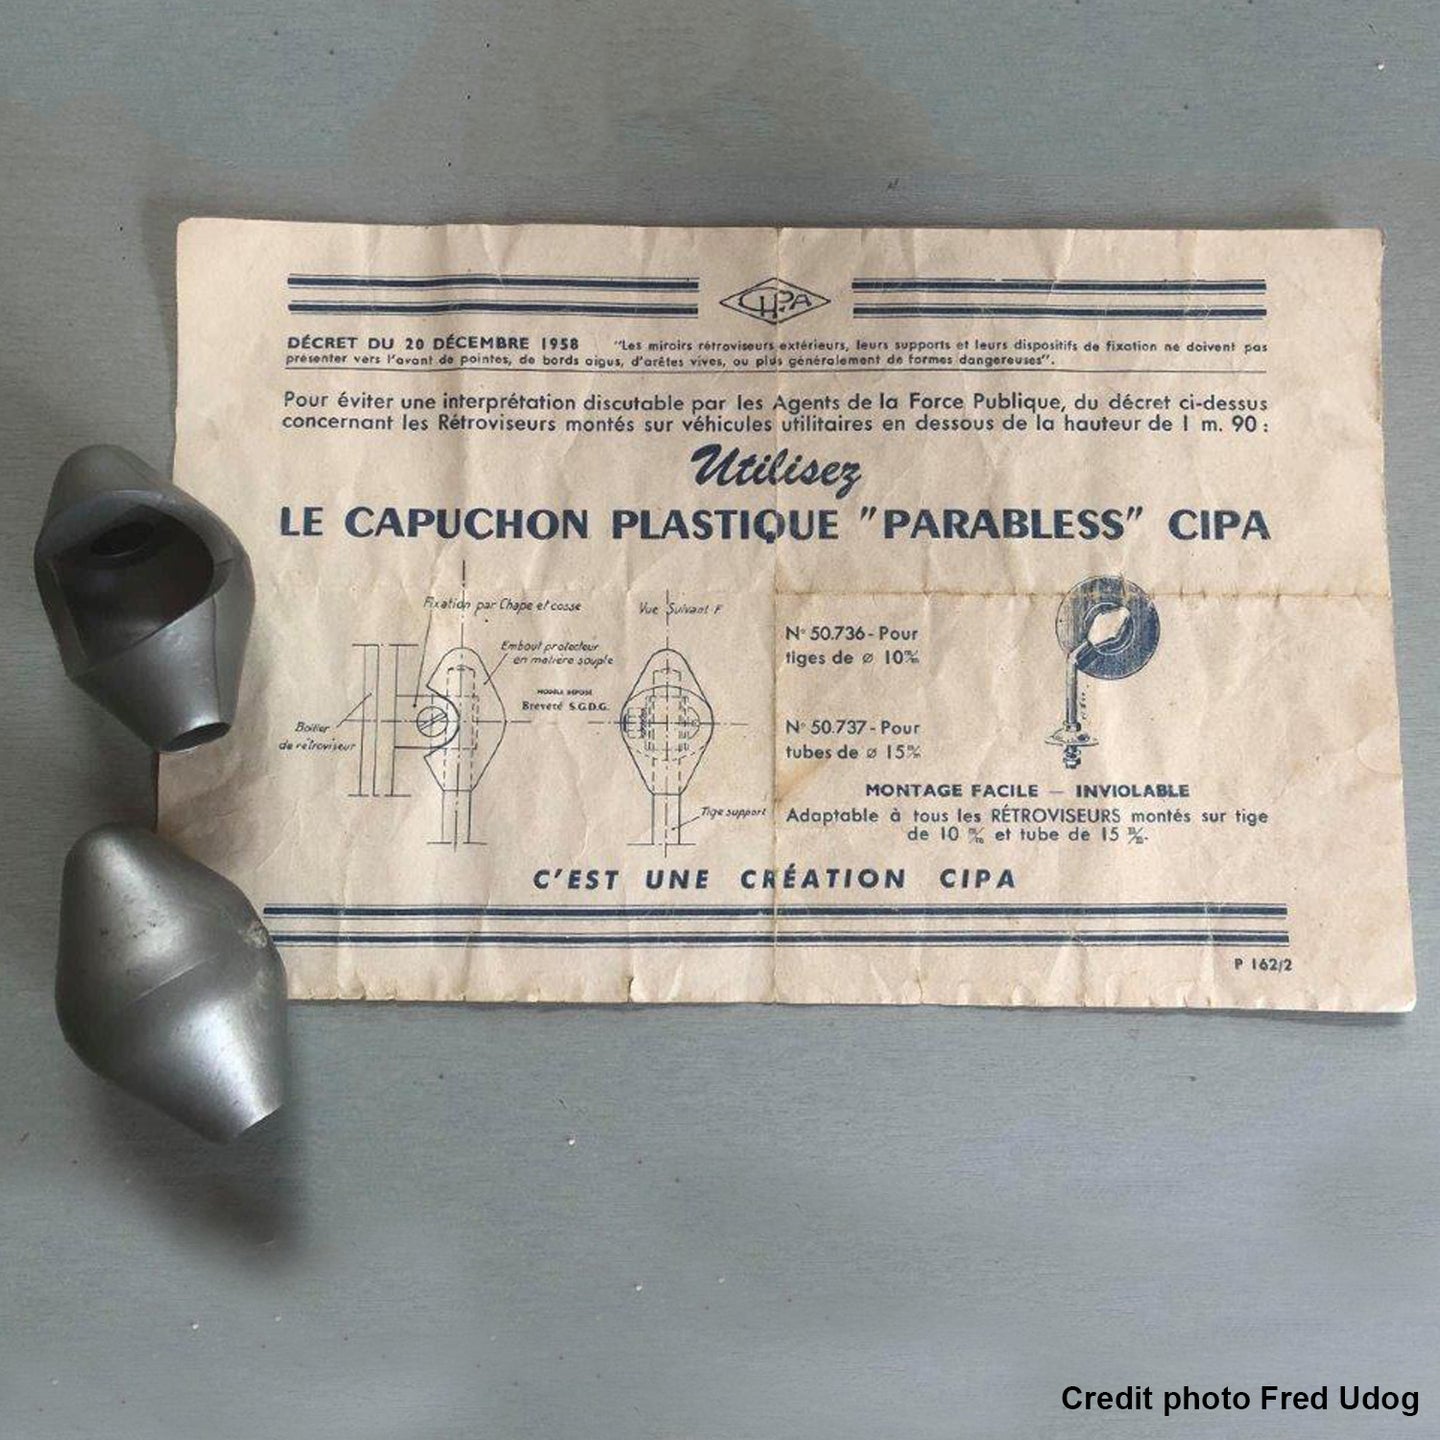 CIPA
DÉCRET DU 20 DÉCEMBRE 1958 "Les miroirs rétroviseurs extérieurs, leurs supports et leurs dispositifs de fixation ne doivent pas
présenter vers l'avant de pointes, de bords aigus, d'arêtes vives, ou plus généralement de formes dangereuses".
Pour éviter une interprétation discutable par les Agents de la Force Publique, du décret ci-dessus
concernant les Rétroviseurs montés sur véhicules utilitaires en dessous de la hauteur de 1 m. 90 :
Utilisez
LE CAPUCHON PLASTIQUE "PARABLESS" CIPA
Fixation par Chape et cosse
Vue Suivant F
Embout protecteur
en matière souple
MODÈLE DÉPOSÉ
Breveté S.G.D.G.
Boîtier
de rétroviseur
Tige support
N° 50.736 - Pour
tiges de ⌀ 10 m/m
N° 50.737 - Pour
tubes de ⌀ 15 m/m
MONTAGE FACILE — INVIOLABLE
Adaptable à tous les RÉTROVISEURS montés sur tige
de 10 m/m et tube de 15 m/m.
C'EST UNE CRÉATION CIPA
P 162/2
Credit photo Fred Udog